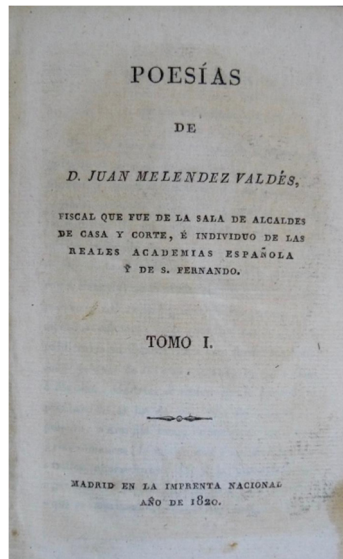 POESÍAS
DE
D. JUAN MELENDEZ VALDÉS,
FISCAL QUE FUE DE LA SALA DE ALCALDES
DE CASA Y CORTE, É INDIVIDUO DE LAS
REALES ACADEMIAS ESPAÑOLA
Y DE S. FERNANDO.
TOMO I.
MADRID EN LA IMPRENTA NACIONAL
AÑO DE 1820.